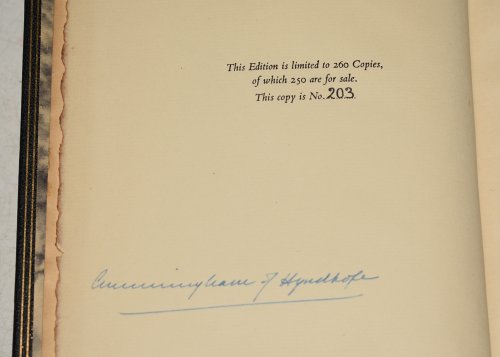 This Edition is limited to 260 Copies,
of which 250 are for sale.
This copy is No. 203.
Cunninghame of Hyndhope